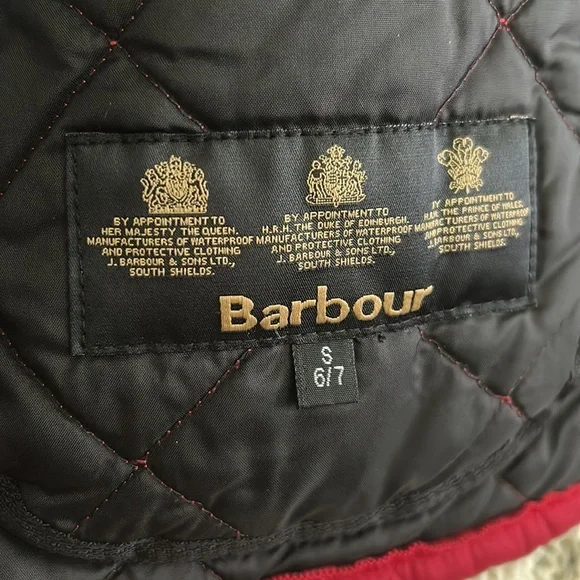 BY APPOINTMENT TO
HER MAJESTY THE QUEEN.
MANUFACTURERS OF WATERPROOF
AND PROTECTIVE CLOTHING
J. BARBOUR & SONS LTD.,
SOUTH SHIELDS.
BY APPOINTMENT TO
H.R.H. THE DUKE OF EDINBURGH.
MANUFACTURERS OF WATERPROOF
AND PROTECTIVE CLOTHING
J. BARBOUR & SONS LTD.,
SOUTH SHIELDS.
BY APPOINTMENT TO
H.R.H. THE PRINCE OF WALES.
MANUFACTURERS OF WATERPROOF
PROTECTIVE CLOTHING
J. BARBOUR & SONS LTD.,
SOUTH SHIELDS.
Barbour
S
6/7